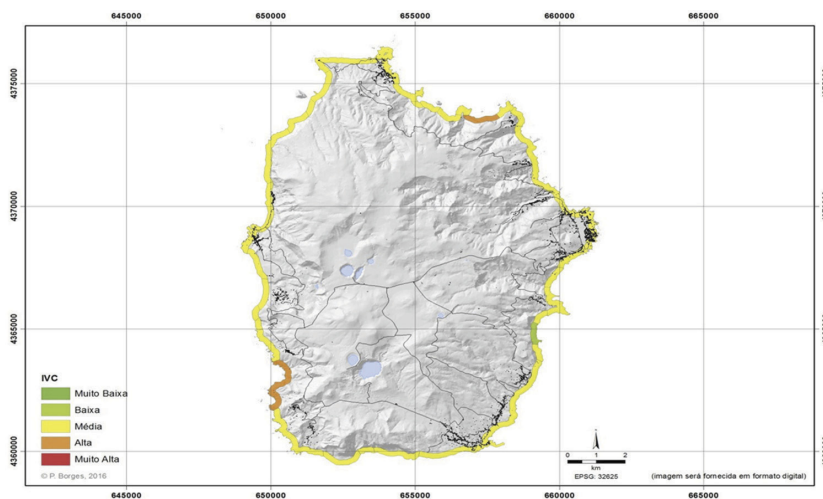 645000 650000 655000 660000 665000
4375000
4370000
4365000
4360000
IVC
Muito Baixa
Baixa
Média
Alta
Muito Alta
© P. Borges, 2016
0 1 2
km
EPSG: 32625
(imagem será fornecida em formato digital)
645000 650000 655000 660000 665000